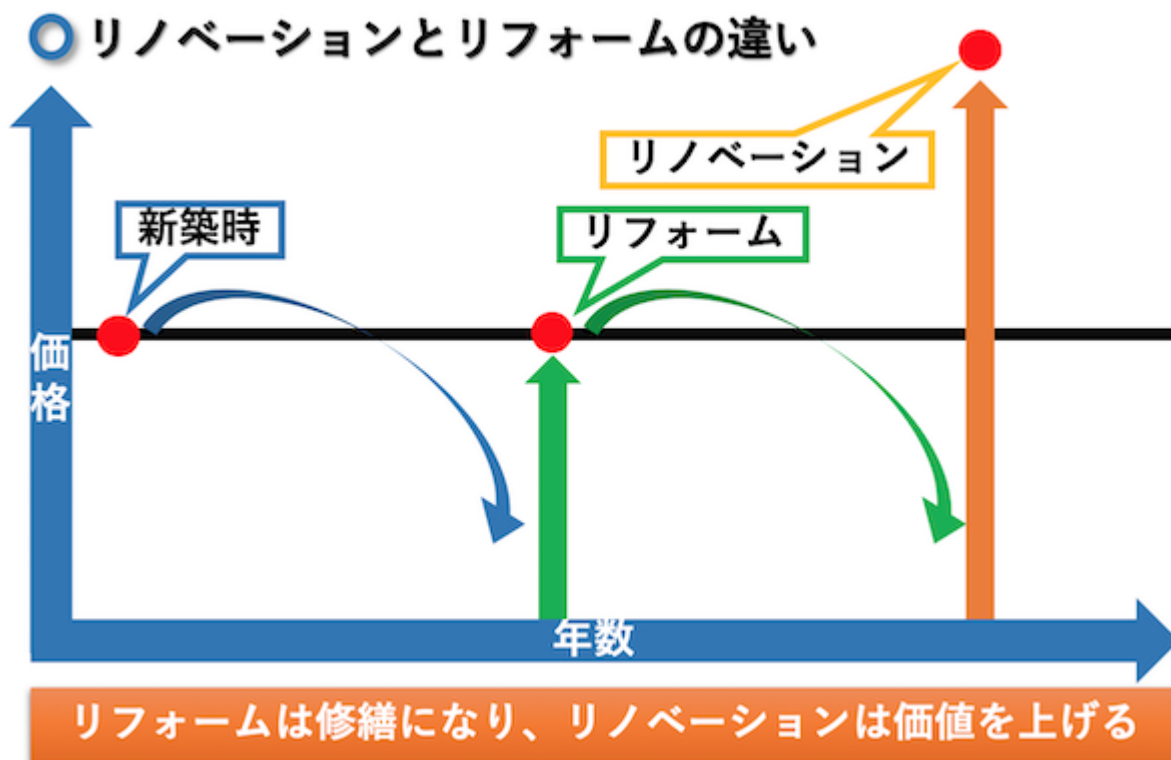 リノベーションとリフォームの違い
リノベーション
新築時
リフォーム
価格
年数
リフォームは修繕になり、リノベーションは価値を上げる